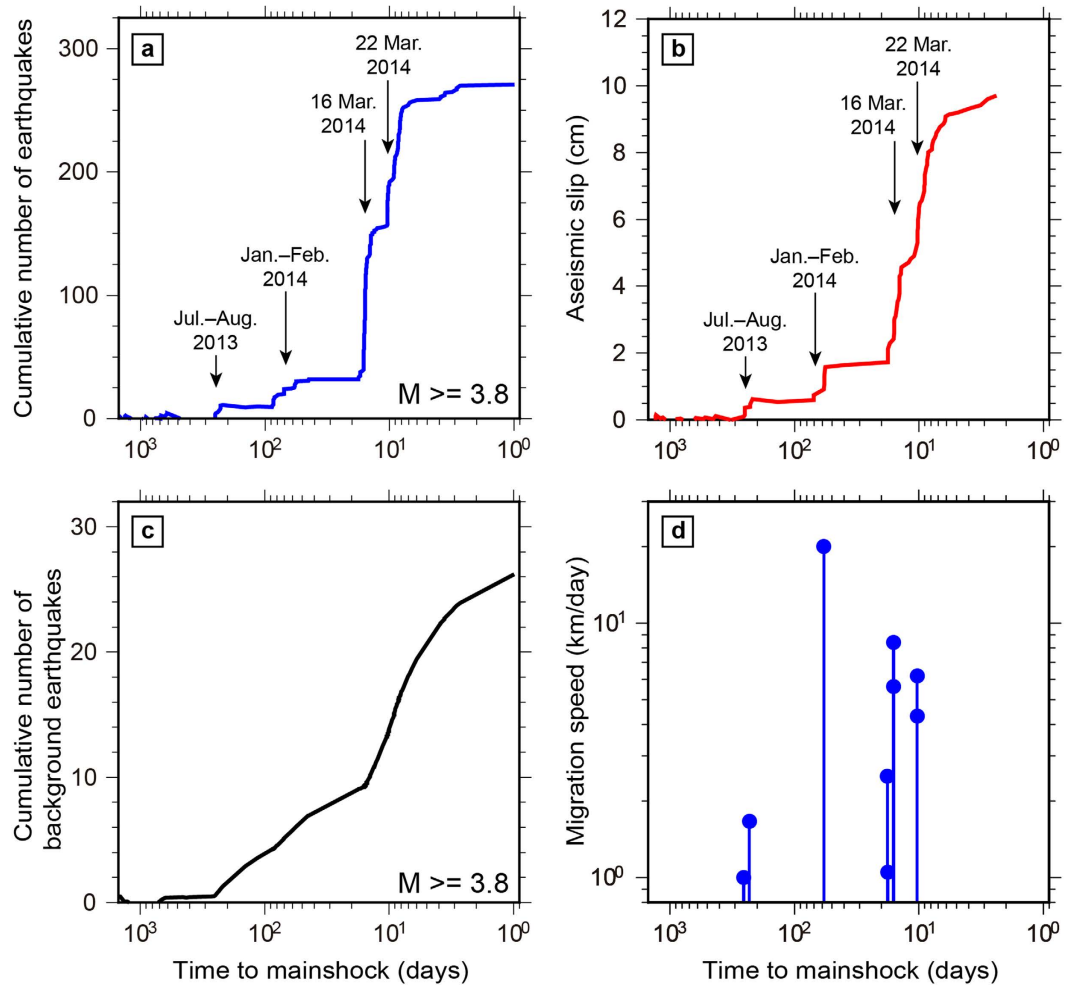 a
Cumulative number of earthquakes
300
200
100
0
22 Mar.
2014
16 Mar.
2014
Jan.–Feb.
2014
Jul.–Aug.
2013
M >= 3.8
10³ 10² 10¹ 10⁰
b
Aseismic slip (cm)
12
10
8
6
4
2
0
22 Mar.
2014
16 Mar.
2014
Jan.–Feb.
2014
Jul.–Aug.
2013
10³ 10² 10¹ 10⁰
c
Cumulative number of
background earthquakes
30
20
10
0
M >= 3.8
10³ 10² 10¹ 10⁰
Time to mainshock (days)
d
Migration speed (km/day)
10¹
10⁰
10³ 10² 10¹ 10⁰
Time to mainshock (days)